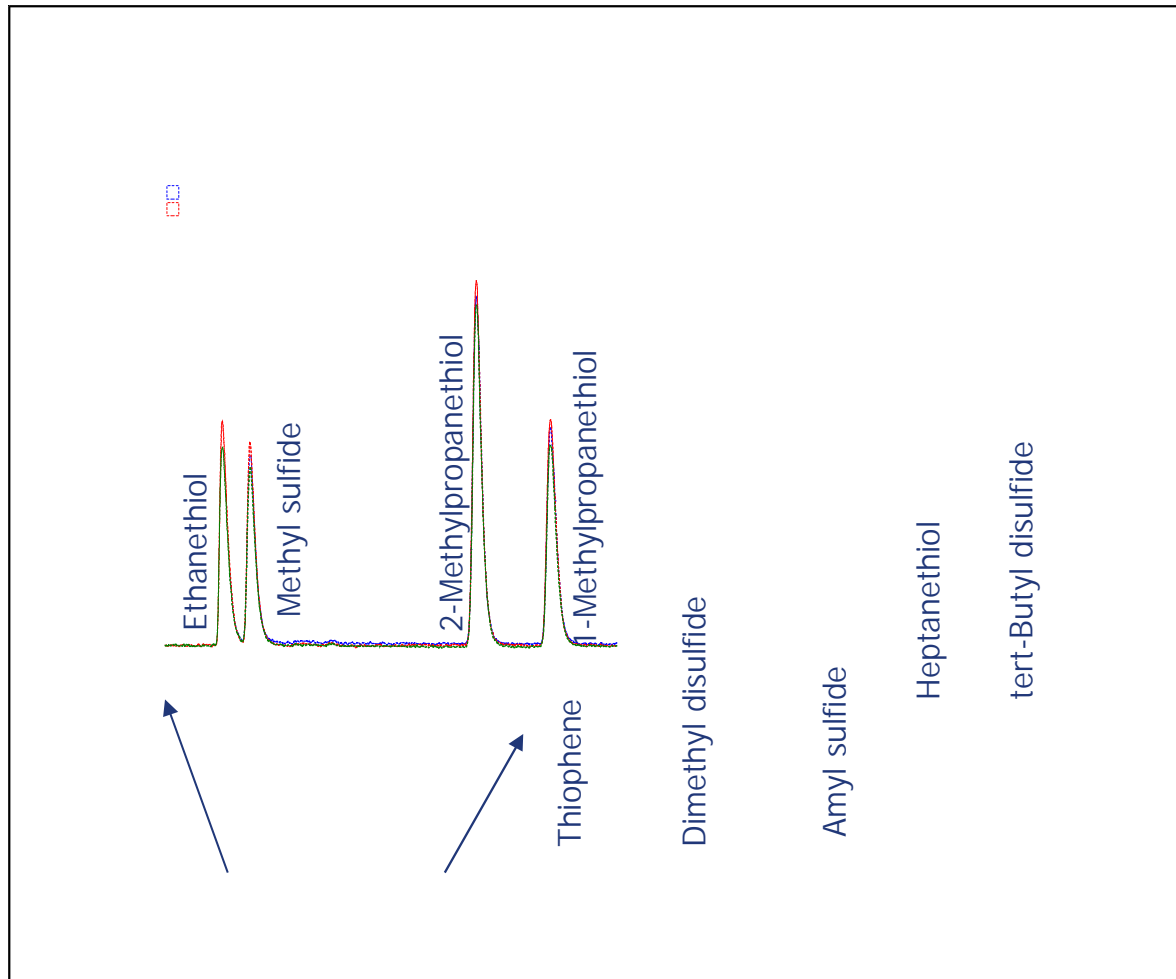 Ethanethiol
Methyl sulfide
2-Methylpropanethiol
1-Methylpropanethiol
Thiophene
Dimethyl disulfide
Amyl sulfide
Heptanethiol
tert-Butyl disulfide